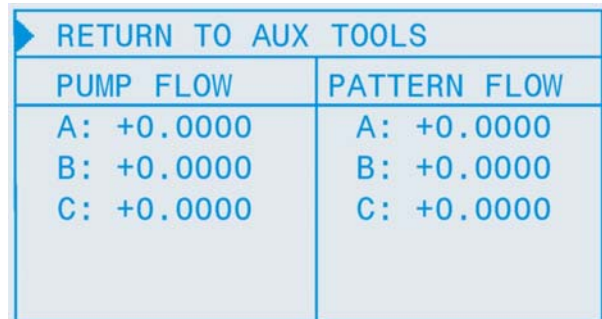 RETURN TO AUX TOOLS
PUMP FLOW PATTERN FLOW
A: +0.0000 A: +0.0000
B: +0.0000 B: +0.0000
C: +0.0000 C: +0.0000